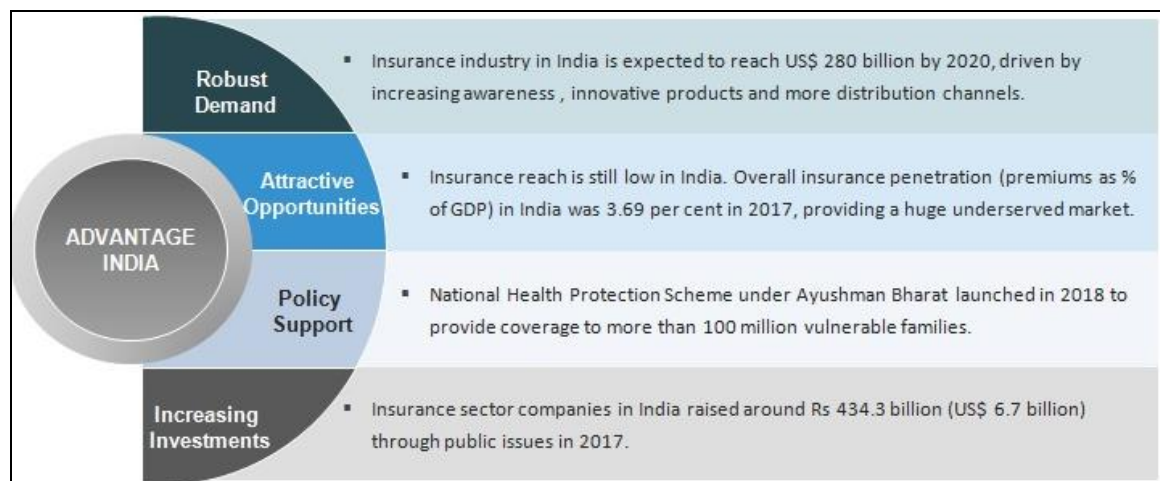 ADVANTAGE
INDIA
Robust
Demand
▪ Insurance industry in India is expected to reach US$ 280 billion by 2020, driven by
increasing awareness , innovative products and more distribution channels.
Attractive
Opportunities
▪ Insurance reach is still low in India. Overall insurance penetration (premiums as %
of GDP) in India was 3.69 per cent in 2017, providing a huge underserved market.
Policy
Support
▪ National Health Protection Scheme under Ayushman Bharat launched in 2018 to
provide coverage to more than 100 million vulnerable families.
Increasing
Investments
▪ Insurance sector companies in India raised around Rs 434.3 billion (US$ 6.7 billion)
through public issues in 2017.